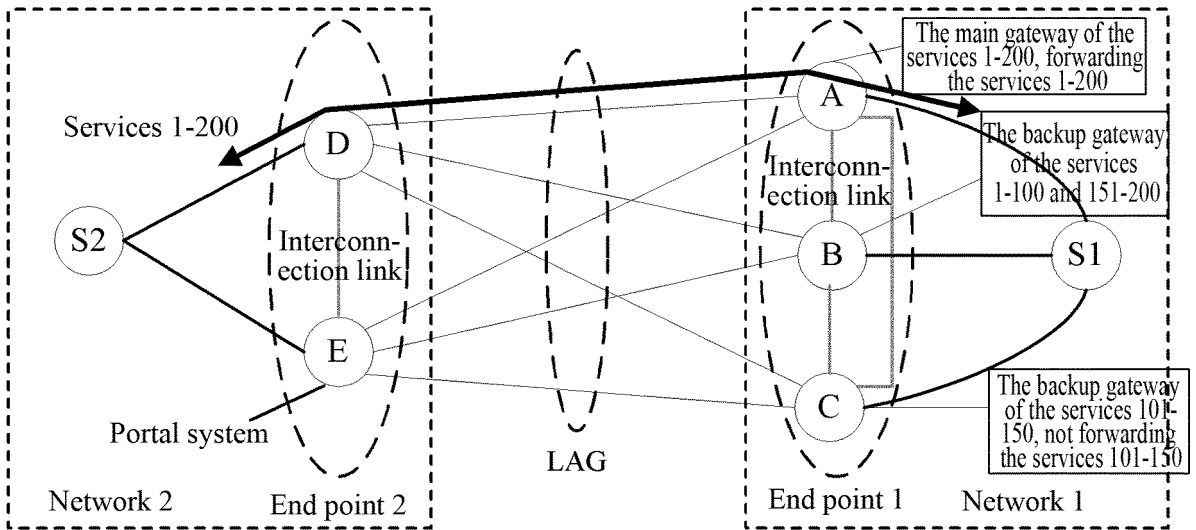 The main gateway of the
services 1-200, forwarding
the services 1-200
A
Services 1-200
D
The backup gateway
of the services
1-100 and 151-200
Interconn-
ection link
S2
Interconn-
ection link
B
S1
E
C
The backup gateway
of the services 101-
150, not forwarding
the services 101-150
Portal system
LAG
Network 2
End point 2
End point 1
Network 1